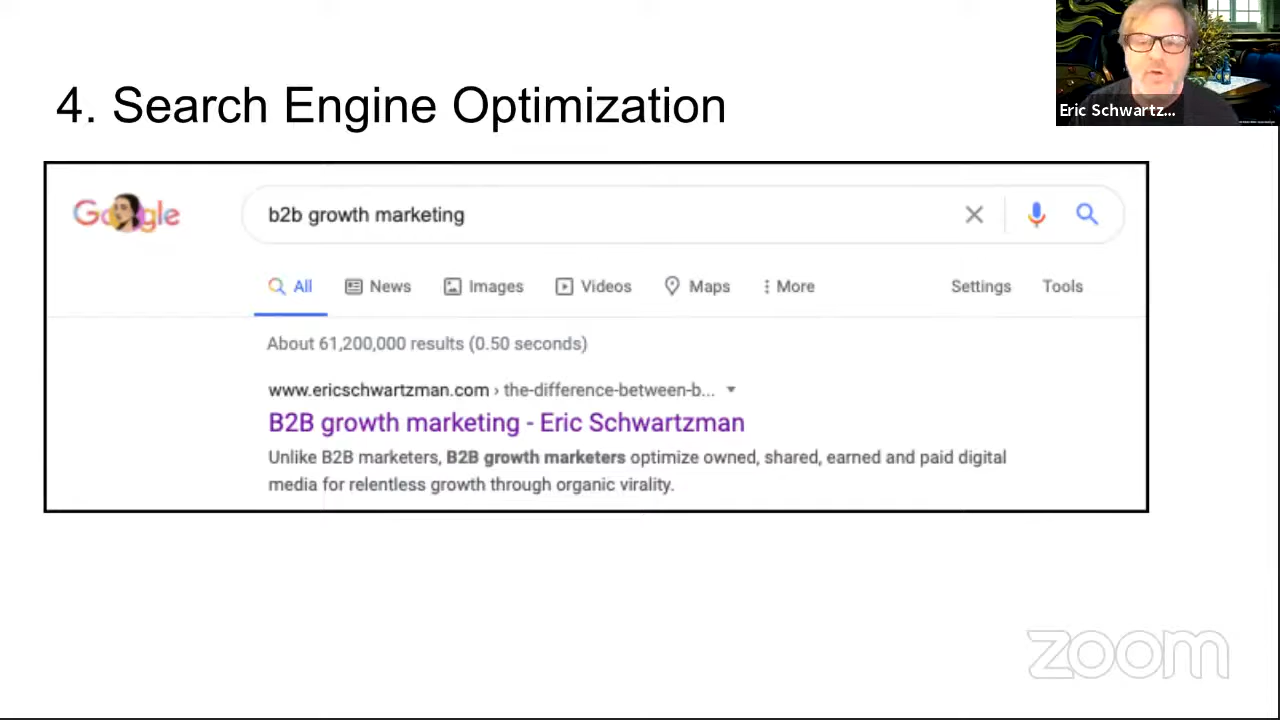 4. Search Engine Optimization
Eric Schwartz...
Google
b2b growth marketing
All
News
Images
Videos
Maps
More
Settings
Tools
About 61,200,000 results (0.50 seconds)
www.ericschwartzman.com › the-difference-between-b...
B2B growth marketing - Eric Schwartzman
Unlike B2B marketers, B2B growth marketers optimize owned, shared, earned and paid digital
media for relentless growth through organic virality.
zoom